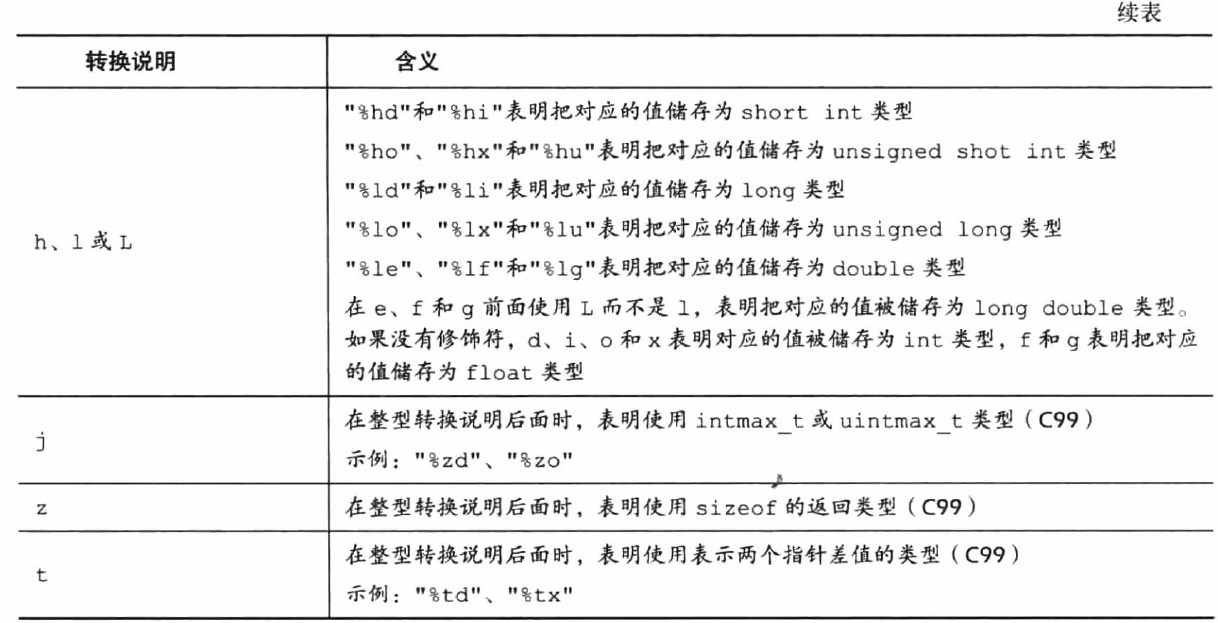 续表
转换说明
含义
"%hd"和"%hi"表明把对应的值储存为 short int 类型
"%ho"、"%hx"和"%hu"表明把对应的值储存为 unsigned shot int 类型
"%ld"和"%li"表明把对应的值储存为 long 类型
h、l 或 L
"%lo"、"%lx"和"%lu"表明把对应的值储存为 unsigned long 类型
"%le"、"%lf"和"%lg"表明把对应的值储存为 double 类型
在 e、f 和 g 前面使用 L 而不是 l，表明把对应的值被储存为 long double 类型。
如果没有修饰符，d、i、o 和 x 表明对应的值被储存为 int 类型，f 和 g 表明把对应
的值储存为 float 类型
j
在整型转换说明后面时，表明使用 intmax_t 或 uintmax_t 类型（C99）
示例："%zd"、"%zo"
z
在整型转换说明后面时，表明使用 sizeof 的返回类型（C99）
t
在整型转换说明后面时，表明使用表示两个指针差值的类型（C99）
示例："%td"、"%tx"